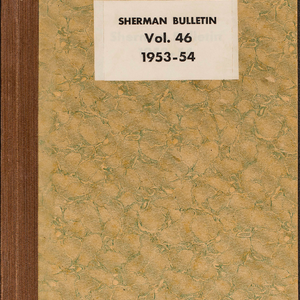 SHERMAN BULLETIN
Vol. 46
1953-54